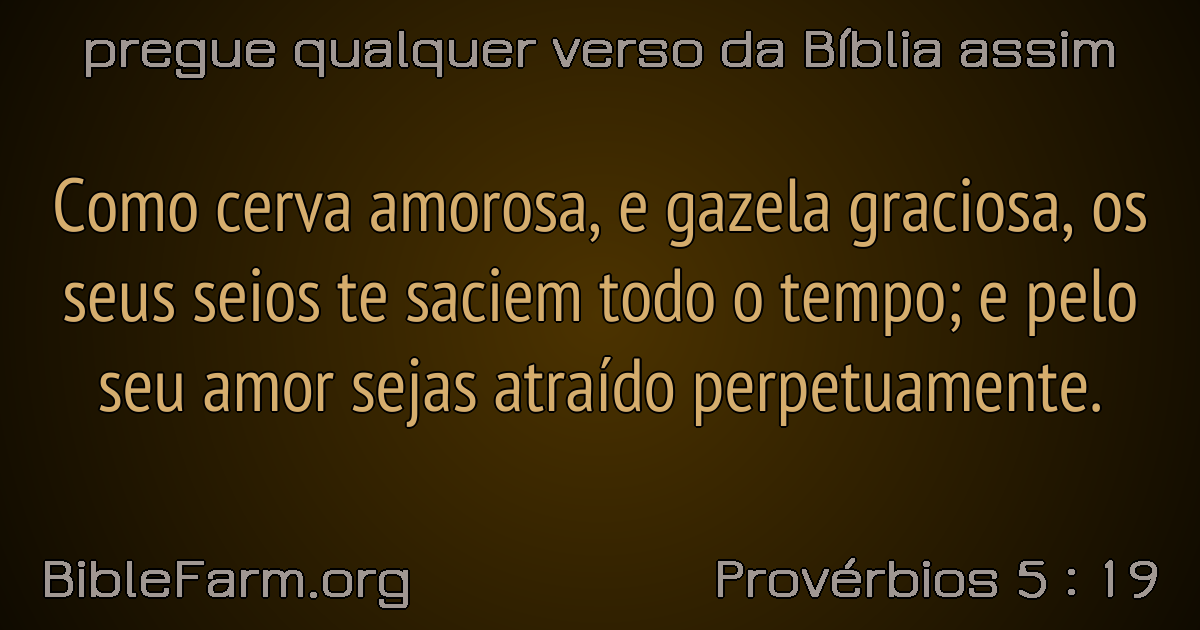 pregue qualquer verso da Bíblia assim
Como cerva amorosa, e gazela graciosa, os
seus seios te saciem todo o tempo; e pelo
seu amor sejas atraído perpetuamente.
BibleFarm.org
Provérbios 5 : 19